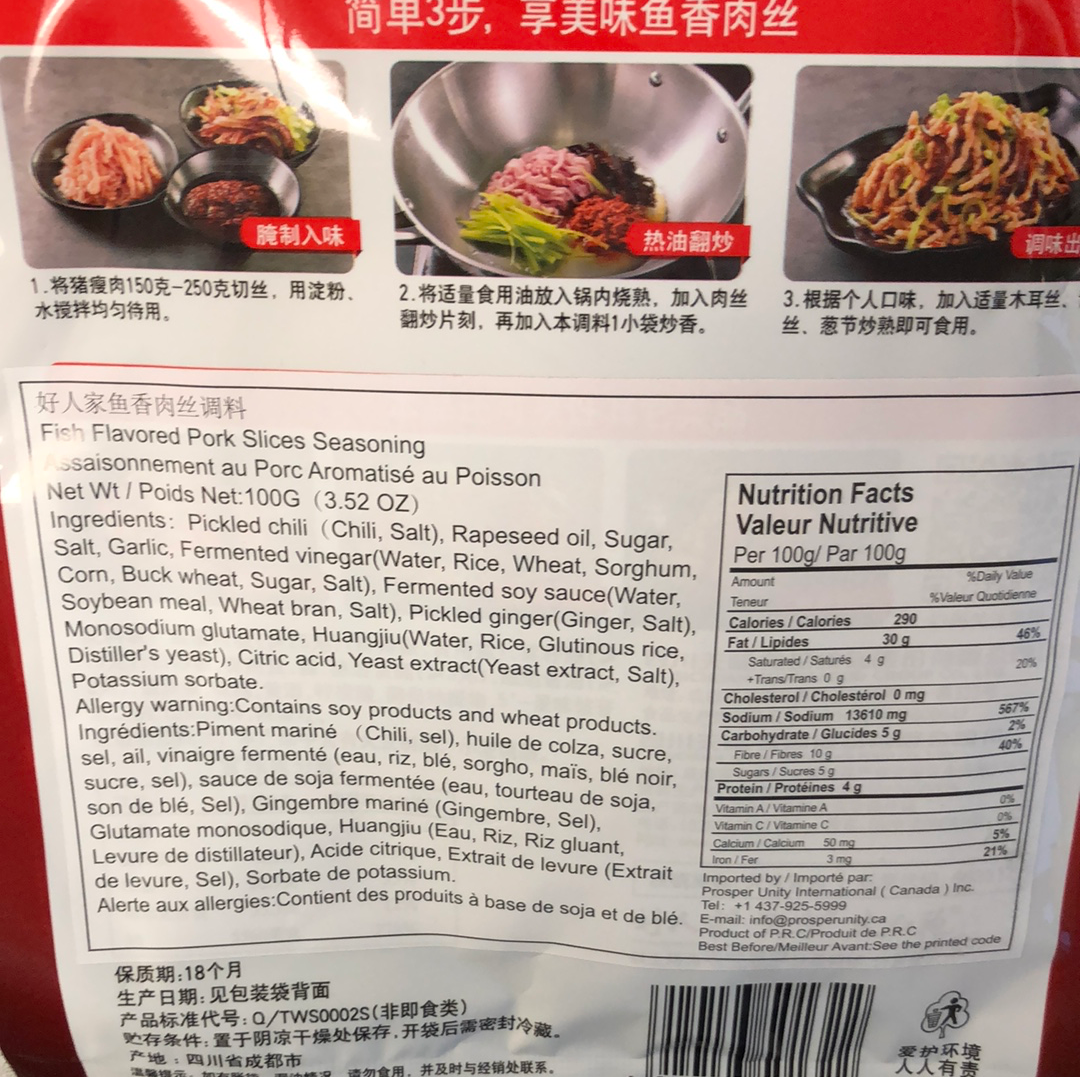 简单3步，享美味鱼香肉丝
腌制入味
热油翻炒
调味出
1.将猪瘦肉150克-250克切丝，用淀粉、
水搅拌均匀待用。
2.将适量食用油放入锅内烧熟，加入肉丝
翻炒片刻，再加入本调料1小袋炒香。
3.根据个人口味，加入适量木耳丝、
丝、葱节炒熟即可食用。
好人家鱼香肉丝调料
Fish Flavored Pork Slices Seasoning
Assaisonnement au Porc Aromatisé au Poisson
Net Wt / Poids Net:100G（3.52 OZ）
Ingredients：Pickled chili（Chili, Salt), Rapeseed oil, Sugar,
Salt, Garlic, Fermented vinegar(Water, Rice, Wheat, Sorghum,
Corn, Buck wheat, Sugar, Salt), Fermented soy sauce(Water,
Soybean meal, Wheat bran, Salt), Pickled ginger(Ginger, Salt),
Monosodium glutamate, Huangjiu(Water, Rice, Glutinous rice,
Distiller's yeast), Citric acid, Yeast extract(Yeast extract, Salt),
Potassium sorbate.
Allergy warning:Contains soy products and wheat products.
Ingrédients:Piment mariné （Chili, sel), huile de colza, sucre,
sel, ail, vinaigre fermenté (eau, riz, blé, sorgho, maïs, blé noir,
sucre, sel), sauce de soja fermentée (eau, tourteau de soja,
son de blé, Sel), Gingembre mariné (Gingembre, Sel),
Glutamate monosodique, Huangjiu (Eau, Riz, Riz gluant,
Levure de distillateur), Acide citrique, Extrait de levure (Extrait
de levure, Sel), Sorbate de potassium.
Alerte aux allergies:Contient des produits à base de soja et de blé.
Nutrition Facts
Valeur Nutritive
Per 100g/ Par 100g
Amount %Daily Value
Teneur %Valeur Quotidienne
Calories / Calories 290
Fat / Lipides 30 g 46%
Saturated / Saturés 4 g 20%
+Trans/Trans 0 g
Cholesterol / Cholestérol 0 mg
Sodium / Sodium 13610 mg 567%
Carbohydrate / Glucides 5 g 2%
Fibre / Fibres 10 g 40%
Sugars / Sucres 5 g
Protein / Protéines 4 g
Vitamin A / Vitamine A 0%
Vitamin C / Vitamine C 0%
Calcium / Calcium 50 mg 5%
Iron / Fer 3 mg 21%
Imported by / Importé par:
Prosper Unity International ( Canada ) Inc.
Tel: +1 437-925-5999
E-mail: info@prosperunity.ca
Product of P.R.C/Produit de P.R.C
Best Before/Meilleur Avant:See the printed code
保质期:18个月
生产日期:见包装袋背面
产品标准代号:Q/TWS0002S(非即食类)
贮存条件:置于阴凉干燥处保存,开袋后需密封冷藏。
产地:四川省成都市
请勿食用，并及时与经销处联系。
爱护环境
人人有责